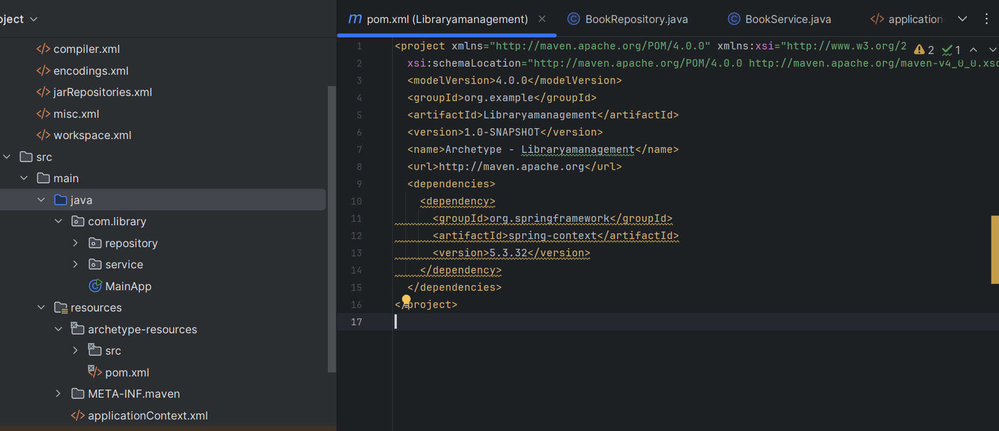 oject
compiler.xml
encodings.xml
jarRepositories.xml
misc.xml
workspace.xml
src
main
java
com.library
repository
service
MainApp
resources
archetype-resources
src
pom.xml
META-INF.maven
applicationContext.xml
pom.xml (Libraryamanagement) BookRepository.java BookService.java application
2 1
1 <project xmlns="http://maven.apache.org/POM/4.0.0" xmlns:xsi="http://www.w3.org/2
2 xsi:schemaLocation="http://maven.apache.org/POM/4.0.0 http://maven.apache.org/maven-v4_0_0.xsd
3 <modelVersion>4.0.0</modelVersion>
4 <groupId>org.example</groupId>
5 <artifactId>Libraryamanagement</artifactId>
6 <version>1.0-SNAPSHOT</version>
7 <name>Archetype - Libraryamanagement</name>
8 <url>http://maven.apache.org</url>
9 <dependencies>
10 <dependency>
11 <groupId>org.springframework</groupId>
12 <artifactId>spring-context</artifactId>
13 <version>5.3.32</version>
14 </dependency>
15 </dependencies>
16 </project>
17